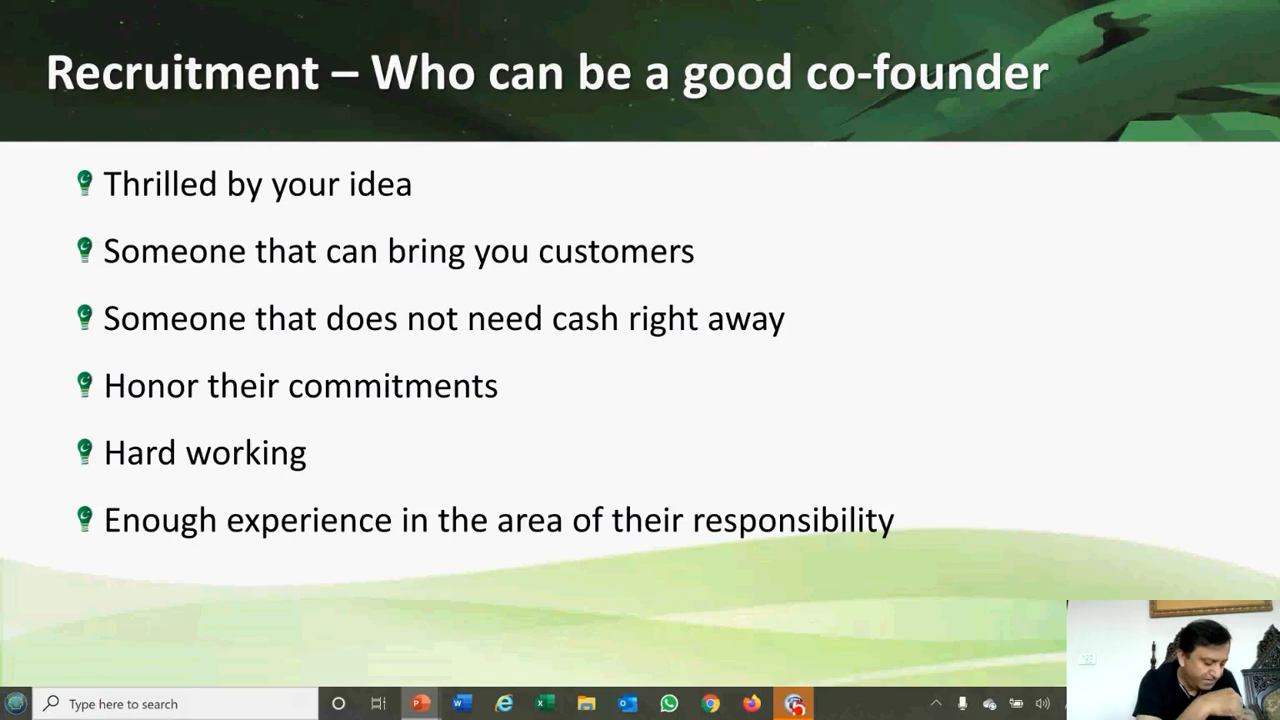 Recruitment – Who can be a good co-founder
Thrilled by your idea
Someone that can bring you customers
Someone that does not need cash right away
Honor their commitments
Hard working
Enough experience in the area of their responsibility
Type here to search